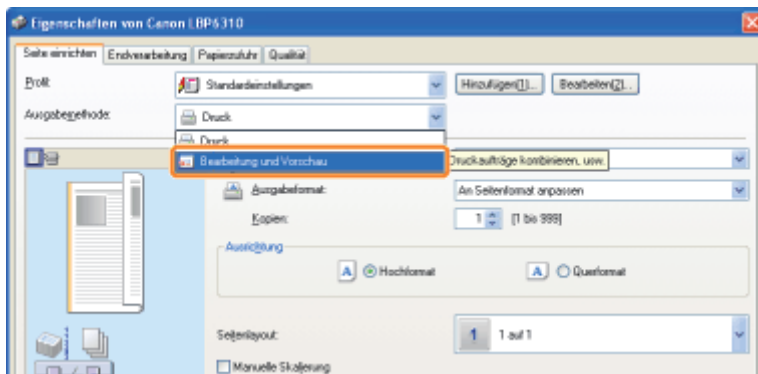 Eigenschaften von Canon LBP6310
Seite einrichten Endverarbeitung Papierzufuhr Qualität
Profil: Standardeinstellungen Hinzufügen(1)... Bearbeiten(2)...
Ausgabemethode: Druck
Druck
Bearbeitung und Vorschau Druckaufträge kombinieren, usw.
Ausgabeformat: An Seitenformat anpassen
Kopien: 1 [1 bis 999]
Ausrichtung
A Hochformat A Querformat
Seitenlayout: 1 1 auf 1
Manuelle Skalierung